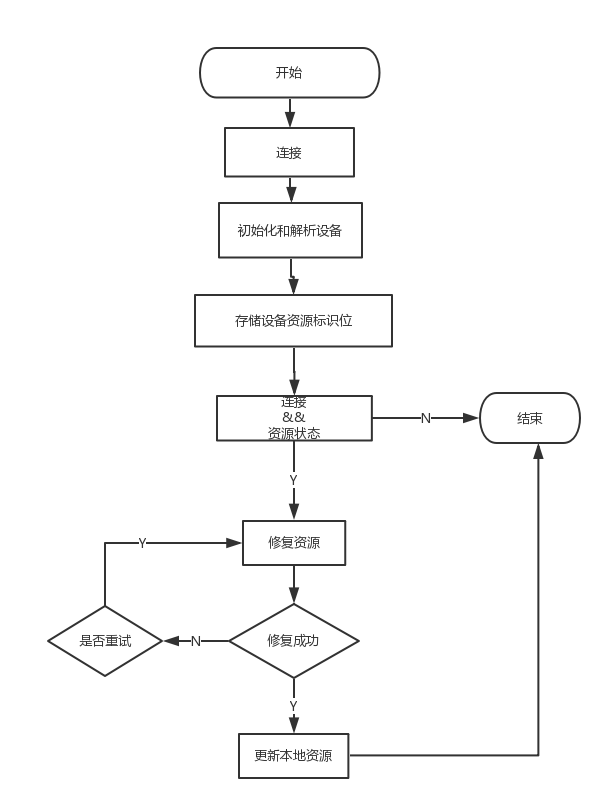 开始
连接
初始化和解析设备
存储设备资源标识位
连接
&&
资源状态
N
结束
Y
Y
修复资源
是否重试
N
修复成功
Y
更新本地资源